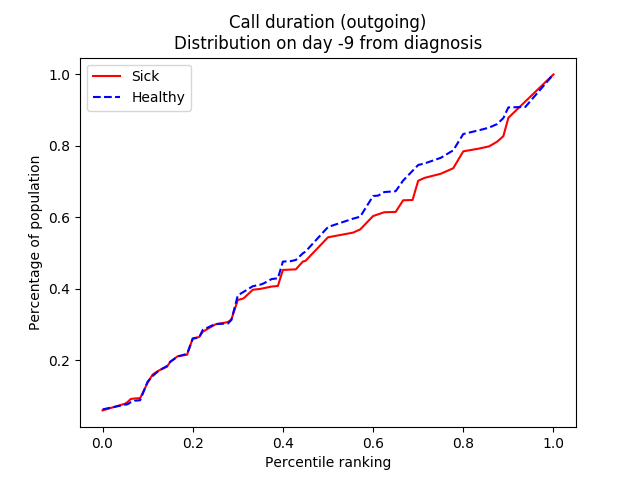 Call duration (outgoing)
Distribution on day -9 from diagnosis
Sick
Healthy
Percentage of population
1.0
0.8
0.6
0.4
0.2
0.0 0.2 0.4 0.6 0.8 1.0
Percentile ranking